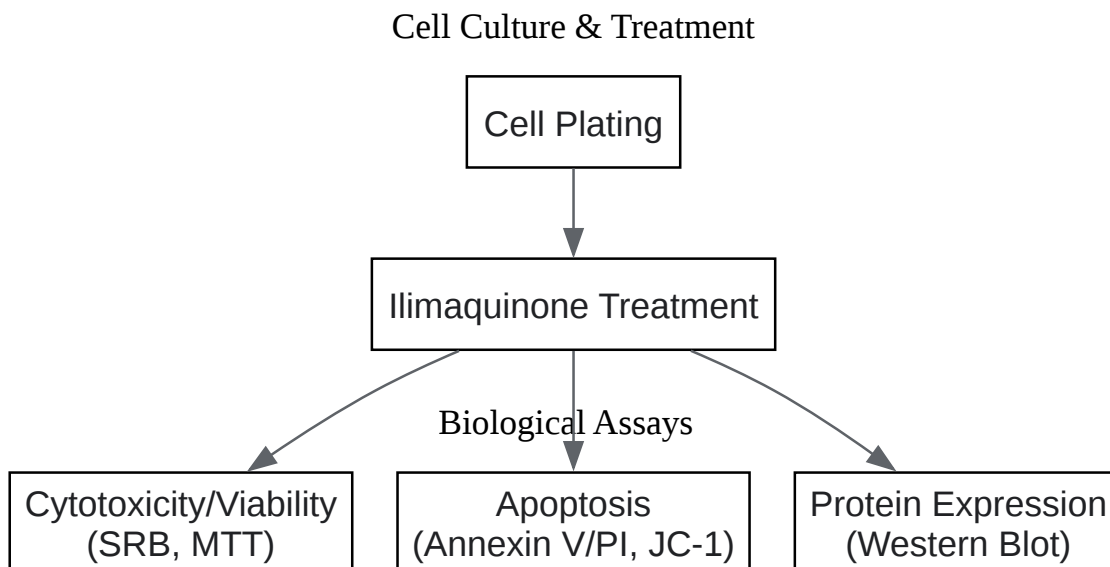 Cell Culture & Treatment
Cell Plating
Ilimaquinone Treatment
Biological Assays
Cytotoxicity/Viability
(SRB, MTT)
Apoptosis
(Annexin V/PI, JC-1)
Protein Expression
(Western Blot)